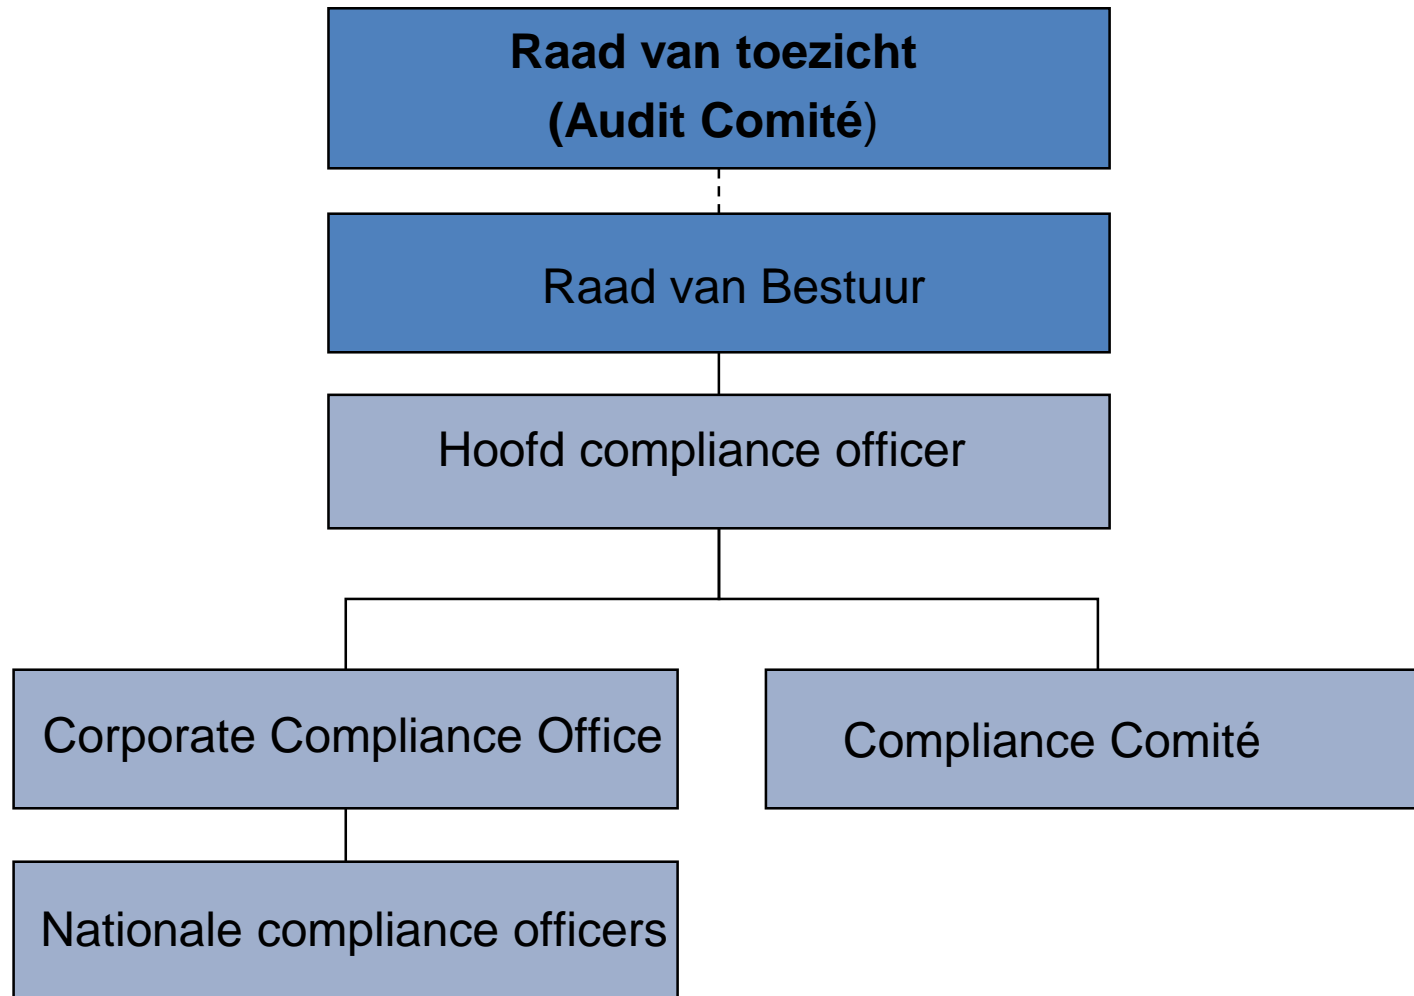 Raad van toezicht
(Audit Comité)
Raad van Bestuur
Hoofd compliance officer
Corporate Compliance Office
Compliance Comité
Nationale compliance officers